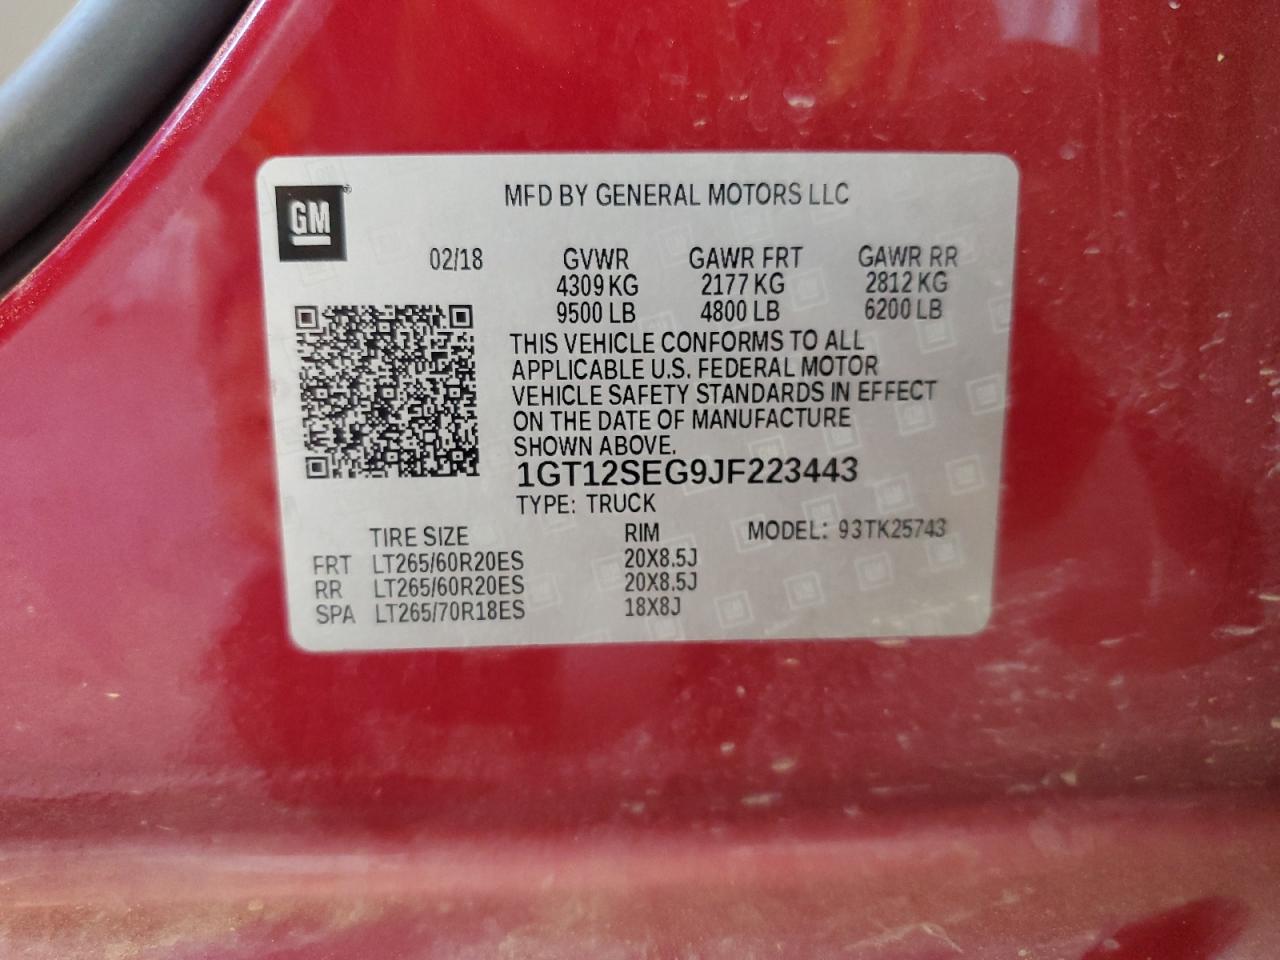 GM
®
MFD BY GENERAL MOTORS LLC
02/18 GVWR GAWR FRT GAWR RR
4309 KG 2177 KG 2812 KG
9500 LB 4800 LB 6200 LB
THIS VEHICLE CONFORMS TO ALL
APPLICABLE U.S. FEDERAL MOTOR
VEHICLE SAFETY STANDARDS IN EFFECT
ON THE DATE OF MANUFACTURE
SHOWN ABOVE.
1GT12SEG9JF223443
TYPE: TRUCK
TIRE SIZE RIM MODEL: 93TK25743
FRT LT265/60R20ES 20X8.5J
RR LT265/60R20ES 20X8.5J
SPA LT265/70R18ES 18X8J